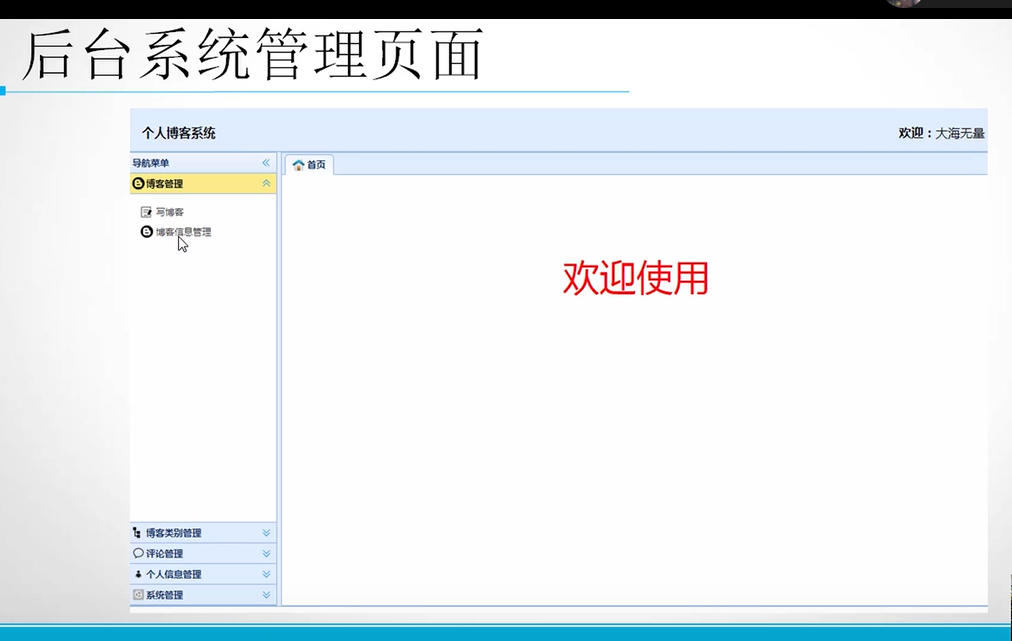 后台系统管理页面
个人博客系统
欢迎：大海无量
导航菜单
首页
博客管理
写博客
博客信息管理
欢迎使用
博客类别管理
评论管理
个人信息管理
系统管理